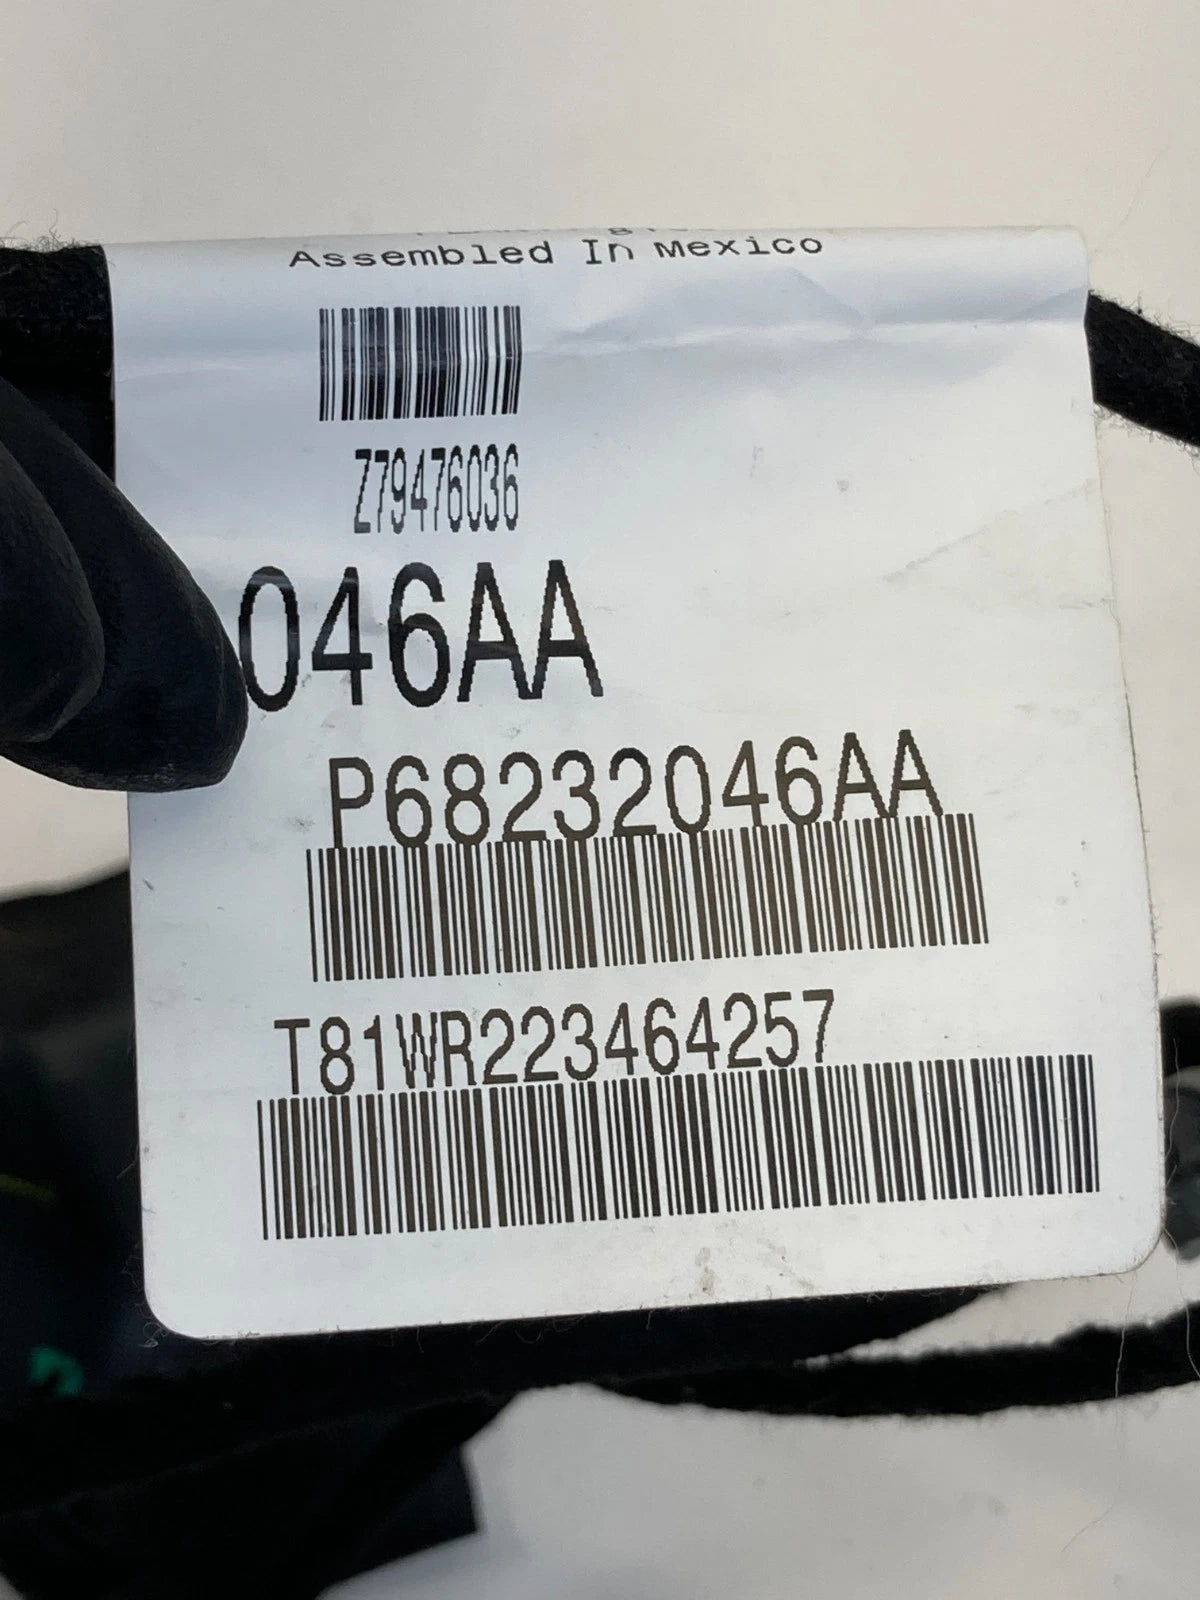 Assembled In Mexico
Z79476036
046AA
P68232046AA
T81WR223464257